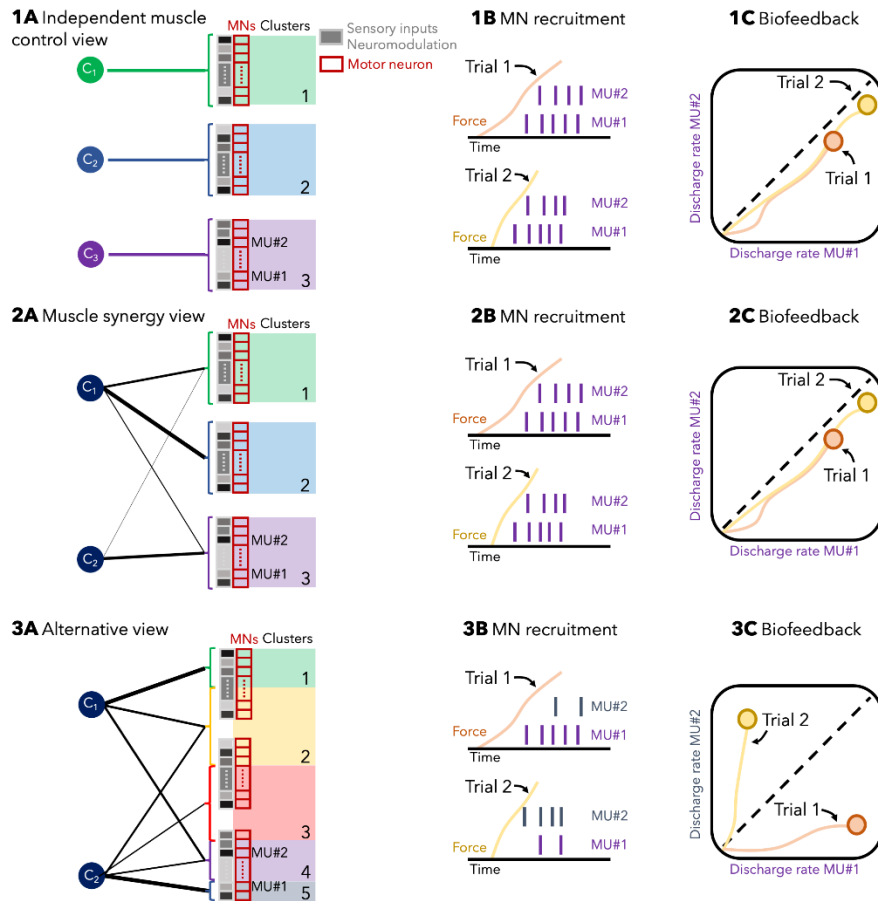 1A Independent muscle control view
MNs Clusters
Sensory inputs
Neuromodulation
Motor neuron
C1
1
C2
2
C3
MU#2
MU#1
3
1B MN recruitment
Trial 1
MU#2
Force
MU#1
Time
Trial 2
MU#2
Force
MU#1
Time
1C Biofeedback
Trial 2
Trial 1
Discharge rate MU#2
Discharge rate MU#1
2A Muscle synergy view
MNs Clusters
C1
1
2
C2
MU#2
MU#1
3
2B MN recruitment
Trial 1
MU#2
Force
MU#1
Time
Trial 2
MU#2
Force
MU#1
Time
2C Biofeedback
Trial 2
Trial 1
Discharge rate MU#2
Discharge rate MU#1
3A Alternative view
MNs Clusters
C1
1
2
3
C2
MU#2
4
MU#1
5
3B MN recruitment
Trial 1
MU#2
Force
MU#1
Time
Trial 2
MU#2
Force
MU#1
Time
3C Biofeedback
Trial 2
Trial 1
Discharge rate MU#2
Discharge rate MU#1